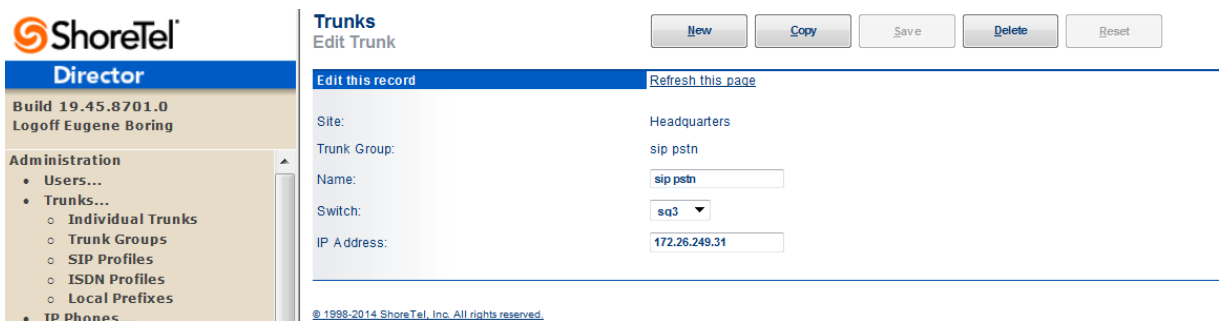 ShoreTel
Director
Build 19.45.8701.0
Logoff Eugene Boring
Administration
Users...
Trunks...
Individual Trunks
Trunk Groups
SIP Profiles
ISDN Profiles
Local Prefixes
IP Phones...
Trunks
Edit Trunk
New Copy Save Delete Reset
Edit this record Refresh this page
Site: Headquarters
Trunk Group: sip pstn
Name: sip pstn
Switch: sq3
IP Address: 172.26.249.31
© 1998-2014 ShoreTel, Inc. All rights reserved.